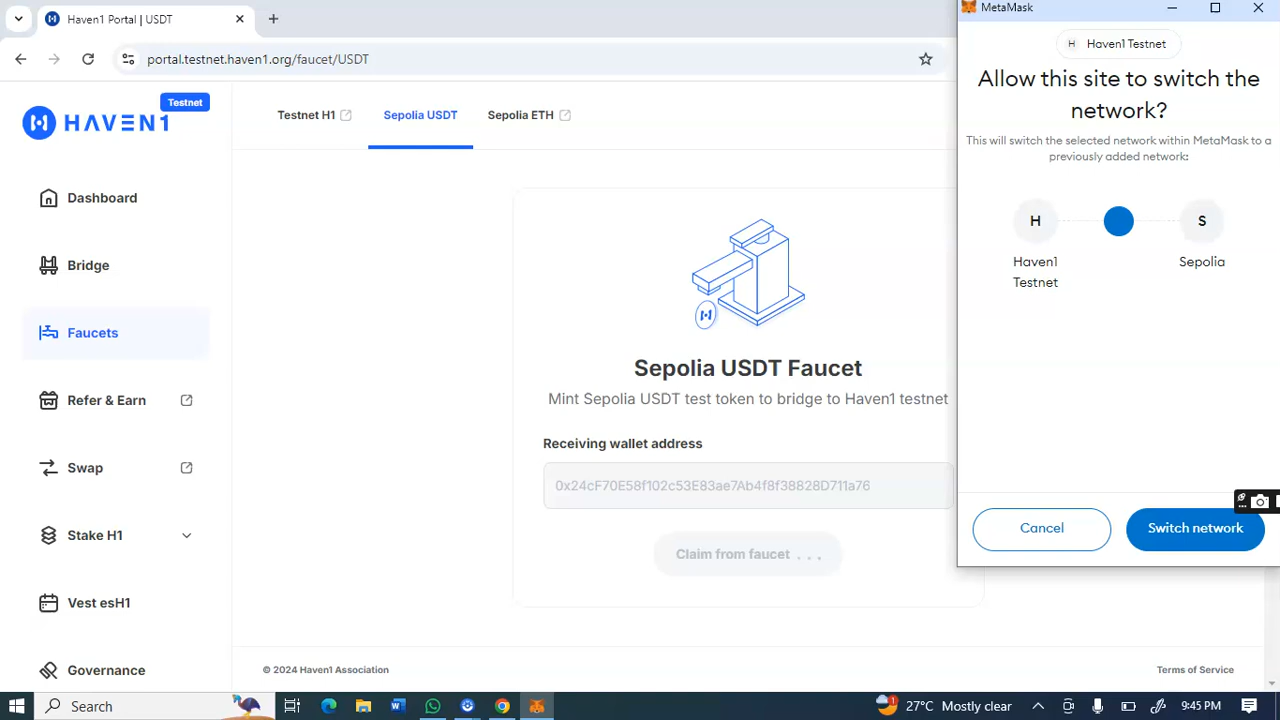 Haven1 Portal | USDT
portal.testnet.haven1.org/faucet/USDT
Testnet
HAVEN1
Dashboard
Bridge
Faucets
Refer & Earn
Swap
Stake H1
Vest esH1
Governance
Testnet H1
Sepolia USDT
Sepolia ETH
Sepolia USDT Faucet
Mint Sepolia USDT test token to bridge to Haven1 testnet
Receiving wallet address
0x24cF70E58f102c53E83ae7Ab4f8f38828D711a76
Claim from faucet . . .
© 2024 Haven1 Association
Terms of Service
MetaMask
H
Haven1 Testnet
Allow this site to switch the
network?
This will switch the selected network within MetaMask to a
previously added network:
H
S
Haven1
Testnet
Sepolia
Cancel
Switch network
Search
27°C Mostly clear
9:45 PM